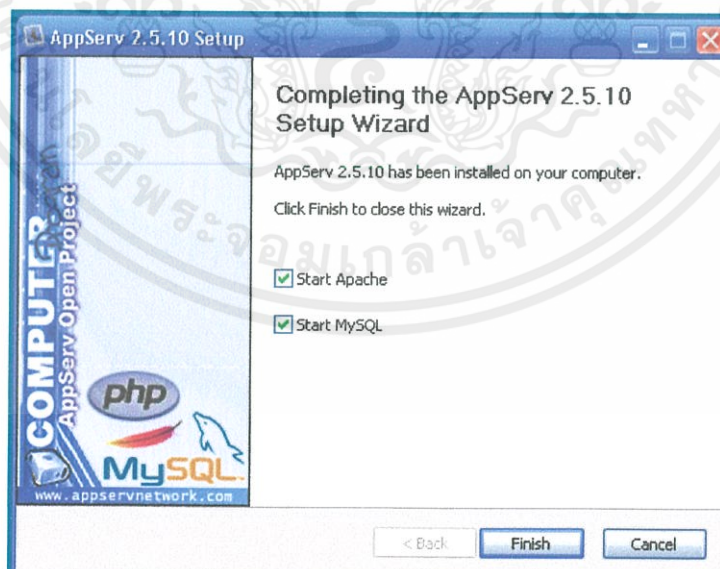 AppServ 2.5.10 Setup
Completing the AppServ 2.5.10
Setup Wizard
AppServ 2.5.10 has been installed on your computer.
Click Finish to close this wizard.
Start Apache
Start MySQL
COMPUTER
AppServ Open Project
php
MySQL
www.appservnetwork.com
< Back
Finish
Cancel